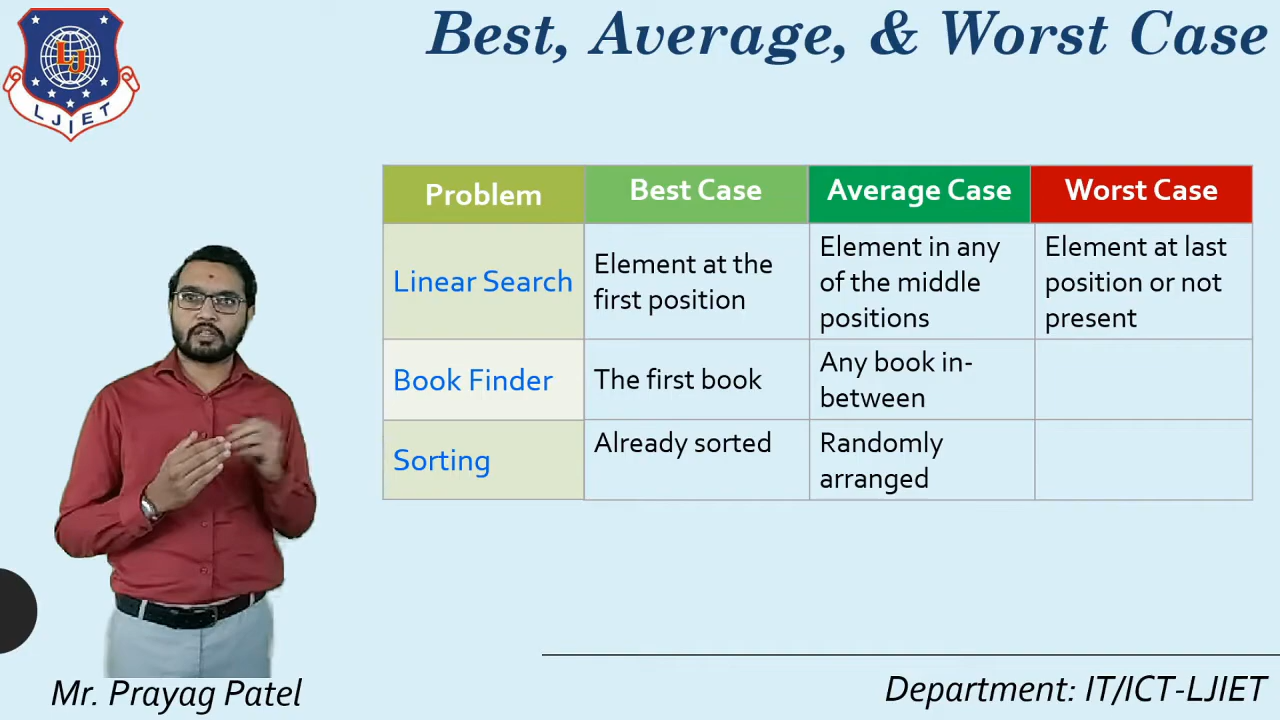 Best, Average, & Worst Case
LJ
LJIET
Problem
Best Case
Average Case
Worst Case
Linear Search
Element at the
first position
Element in any
of the middle
positions
Element at last
position or not
present
Book Finder
The first book
Any book in-
between
Sorting
Already sorted
Randomly
arranged
Mr. Prayag Patel
Department: IT/ICT-LJIET